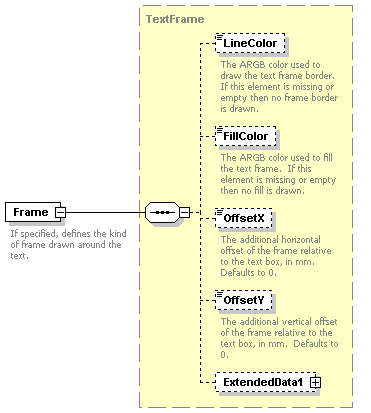 TextFrame
LineColor
The ARGB color used to
draw the text frame border.
If this element is missing or
empty then no frame border
is drawn.
FillColor
The ARGB color used to fill
the text frame.  If this
element is missing or empty
then no fill is drawn.
Frame
If specified, defines the kind
of frame drawn around the
text.
OffsetX
The additional horizontal
offset of the frame relative
to the text box, in mm.
Defaults to 0.
OffsetY
The additional vertical offset
of the frame relative to the
text box, in mm.  Defaults to
0.
ExtendedData1